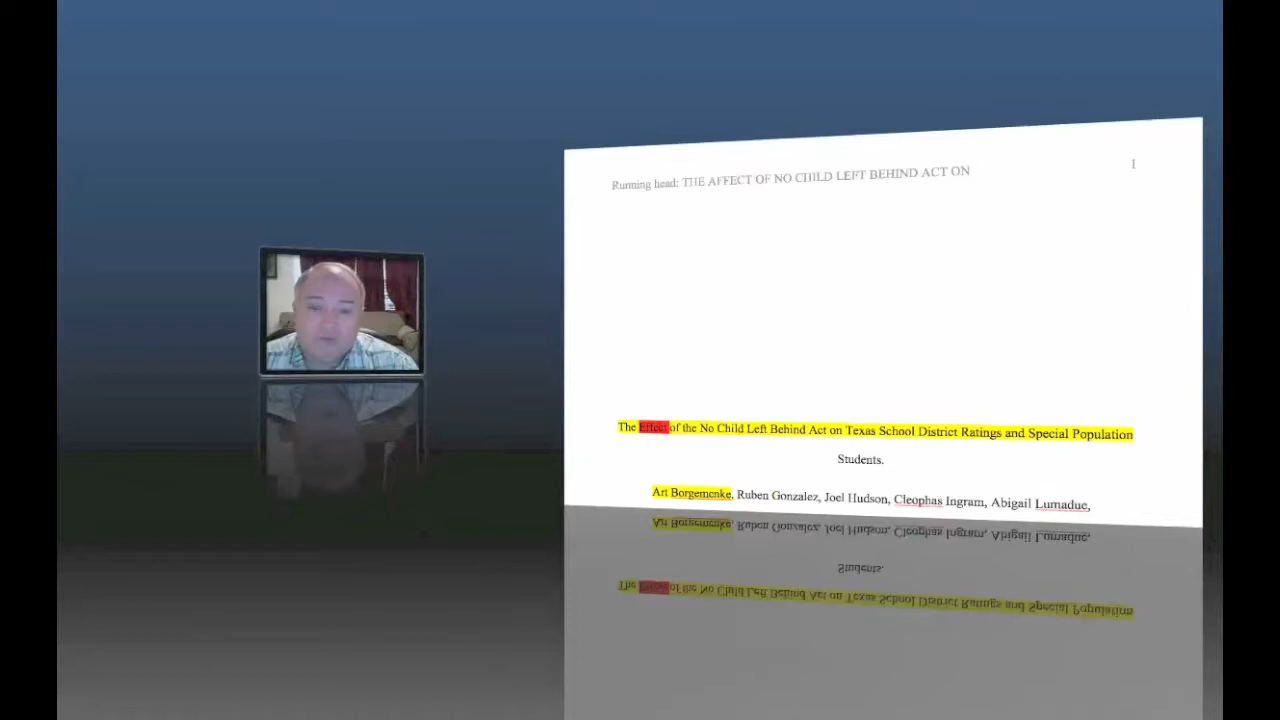 Running head: THE AFFECT OF NO CHILD LEFT BEHIND ACT ON
1
The Effect of the No Child Left Behind Act on Texas School District Ratings and Special Population
Students.
Art Borgemenke, Ruben Gonzalez, Joel Hudson, Cleophas Ingram, Abigail Lumadue,